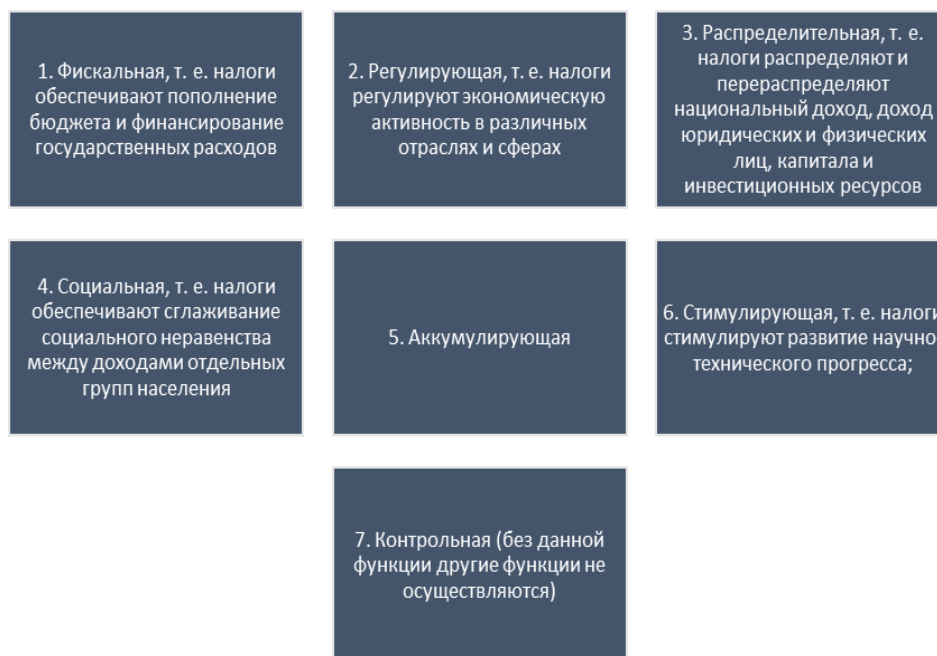 1. Фискальная, т. е. налоги
обеспечивают пополнение
бюджета и финансирование
государственных расходов
2. Регулирующая, т. е. налоги
регулируют экономическую
активность в различных
отраслях и сферах
3. Распределительная, т. е.
налоги распределяют и
перераспределяют
национальный доход, доход
юридических и физических
лиц, капитала и
инвестиционных ресурсов
4. Социальная, т. е. налоги
обеспечивают сглаживание
социального неравенства
между доходами отдельных
групп населения
5. Аккумулирующая
6. Стимулирующая, т. е. налоги
стимулируют развитие научно-
технического прогресса;
7. Контрольная (без данной
функции другие функции не
осуществляются)